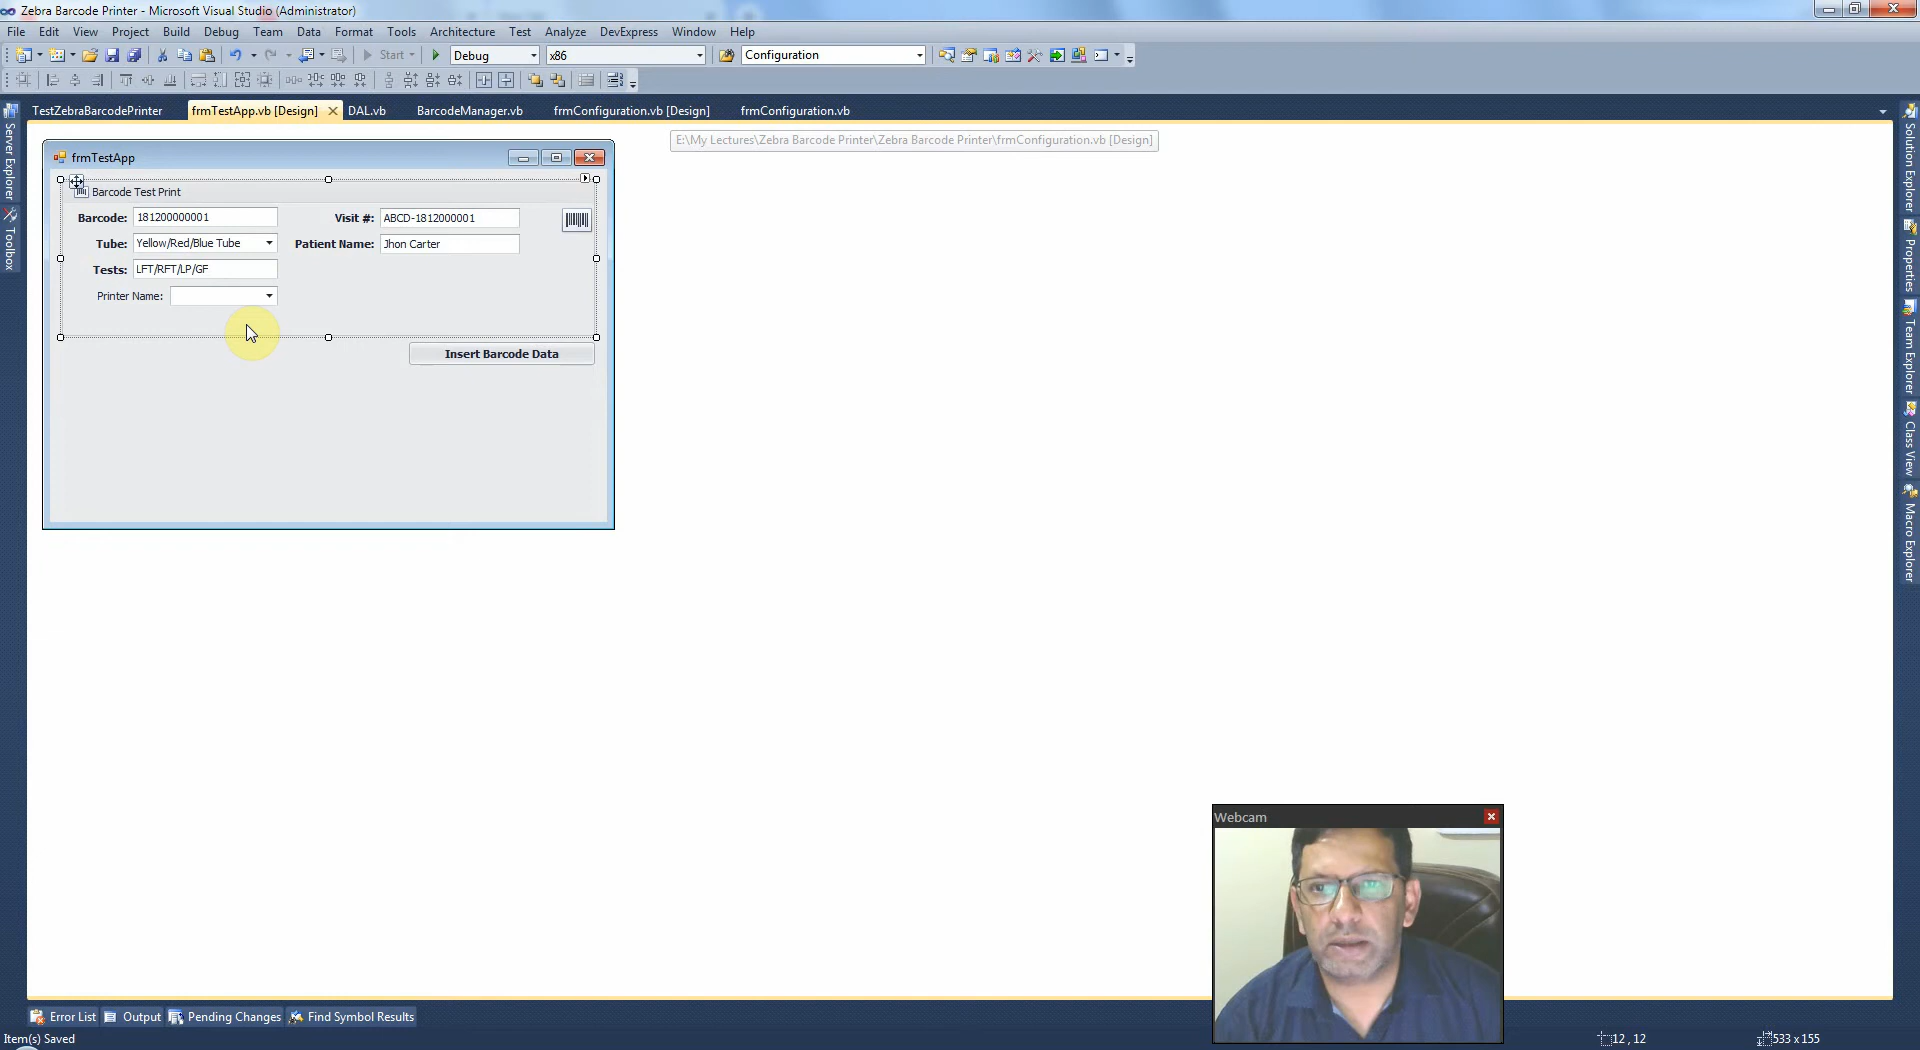 Zebra Barcode Printer - Microsoft Visual Studio (Administrator)
File Edit View Project Build Debug Team Data Format Tools Architecture Test Analyze DevExpress Window Help
Start Debug x86 Configuration
TestZebraBarcodePrinter frmTestApp.vb [Design] DAL.vb BarcodeManager.vb frmConfiguration.vb [Design] frmConfiguration.vb
E:\My Lectures\Zebra Barcode Printer\Zebra Barcode Printer\frmConfiguration.vb [Design]
frmTestApp
Barcode Test Print
Barcode: 181200000001 Visit #: ABCD-1812000001
Tube: Yellow/Red/Blue Tube Patient Name: Jhon Carter
Tests: LFT/RFT/LP/GF
Printer Name:
Insert Barcode Data
Server Explorer
Toolbox
Solution Explorer
Properties
Team Explorer
Class View
Macro Explorer
Webcam
Error List Output Pending Changes Find Symbol Results
Item(s) Saved 12 , 12 533 x 155